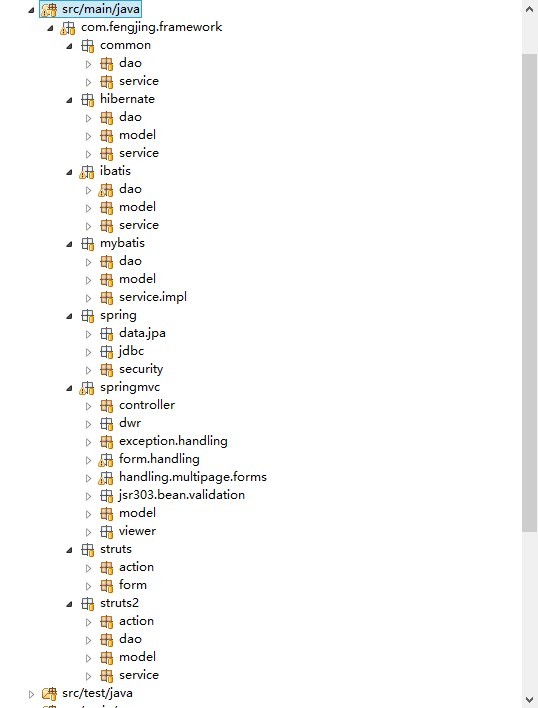 src/main/java
com.fengjing.framework
common
dao
service
hibernate
dao
model
service
ibatis
dao
model
service
mybatis
dao
model
service.impl
spring
data.jpa
jdbc
security
springmvc
controller
dwr
exception.handling
form.handling
handling.multipage.forms
jsr303.bean.validation
model
viewer
struts
action
form
struts2
action
dao
model
service
src/test/java